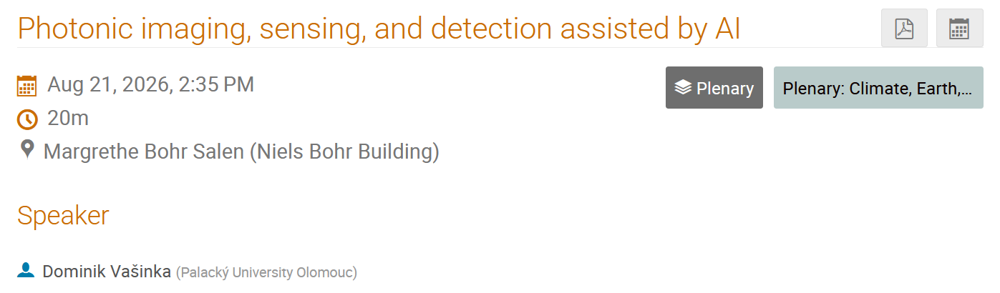 Photonic imaging, sensing, and detection assisted by AI
Aug 21, 2026, 2:35 PM
Plenary
Plenary: Climate, Earth,...
20m
Margrethe Bohr Salen (Niels Bohr Building)
Speaker
Dominik Vašinka (Palacký University Olomouc)